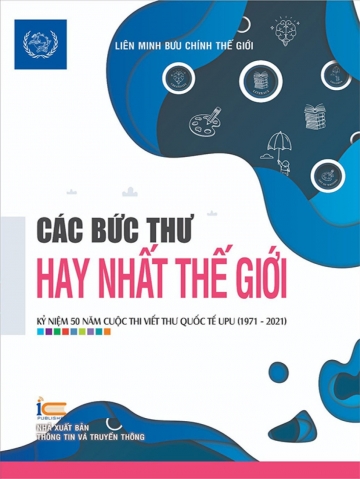 LIÊN MINH BƯU CHÍNH THẾ GIỚI
CÁC BỨC THƯ
HAY NHẤT THẾ GIỚI
KỶ NIỆM 50 NĂM CUỘC THI VIẾT THƯ QUỐC TẾ UPU (1971 - 2021)
NHÀ XUẤT BẢN
THÔNG TIN VÀ TRUYỀN THÔNG